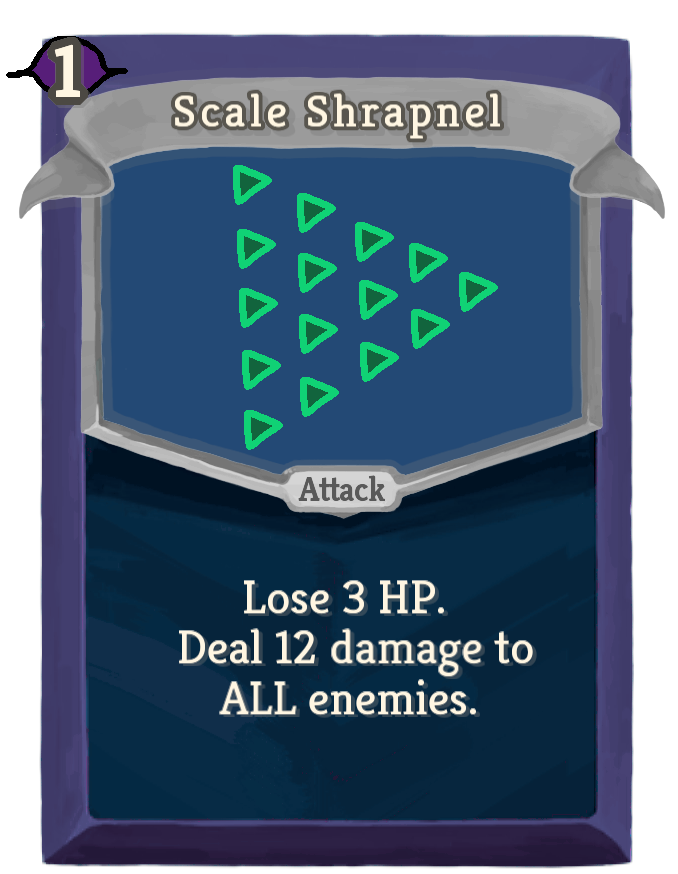 1
Scale Shrapnel
Attack
Lose 3 HP.
Deal 12 damage to
ALL enemies.